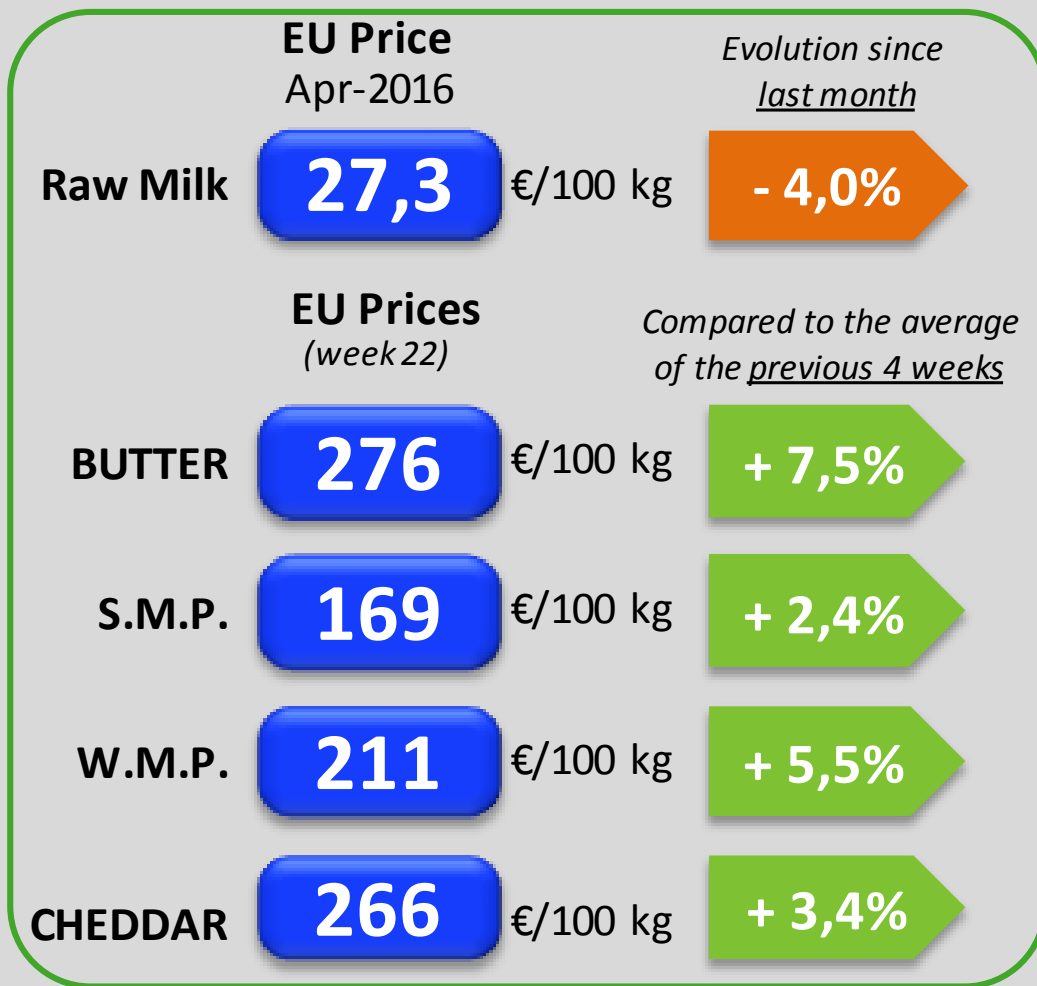 EU Price
Apr-2016
Evolution since
last month
Raw Milk 27,3 €/100 kg - 4,0%
EU Prices
(week 22)
Compared to the average
of the previous 4 weeks
BUTTER 276 €/100 kg + 7,5%
S.M.P. 169 €/100 kg + 2,4%
W.M.P. 211 €/100 kg + 5,5%
CHEDDAR 266 €/100 kg + 3,4%